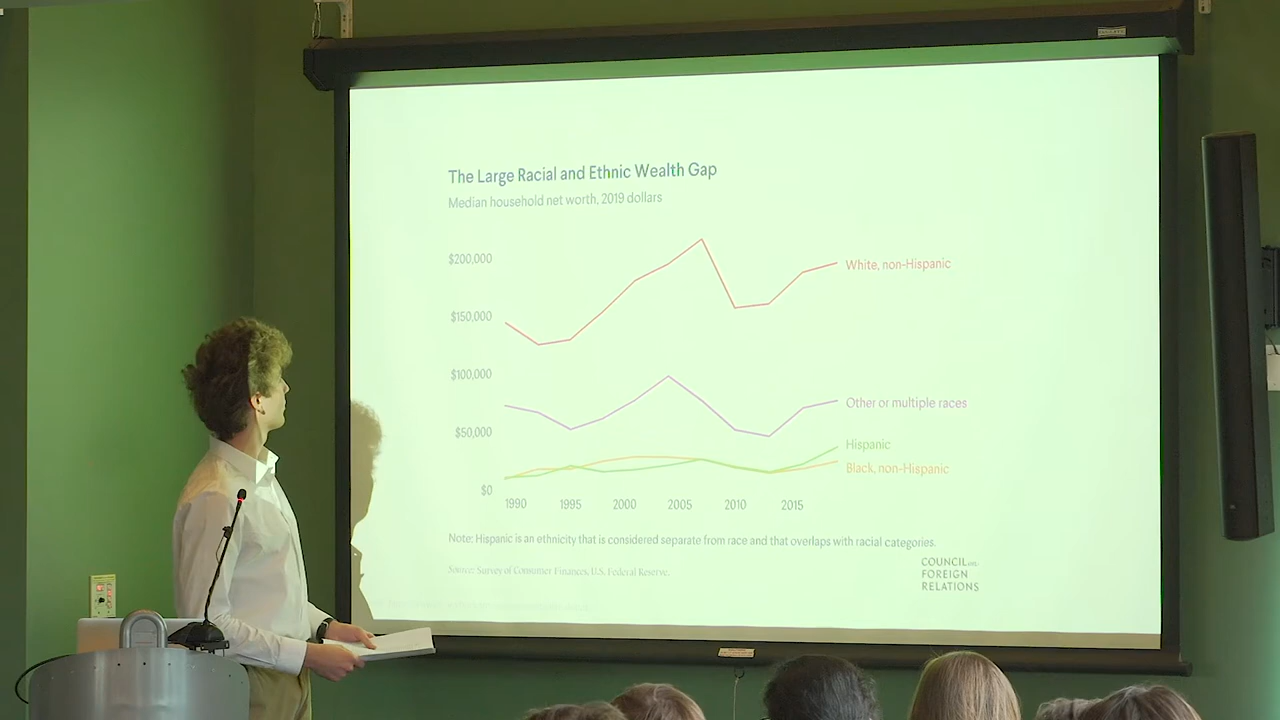 The Large Racial and Ethnic Wealth Gap
Median household net worth, 2019 dollars
$200,000
White, non-Hispanic
$150,000
$100,000
Other or multiple races
$50,000
Hispanic
Black, non-Hispanic
$0
1990 1995 2000 2005 2010 2015
Note: Hispanic is an ethnicity that is considered separate from race and that overlaps with racial categories.
Source: Survey of Consumer Finances, U.S. Federal Reserve.
COUNCIL on
FOREIGN
RELATIONS